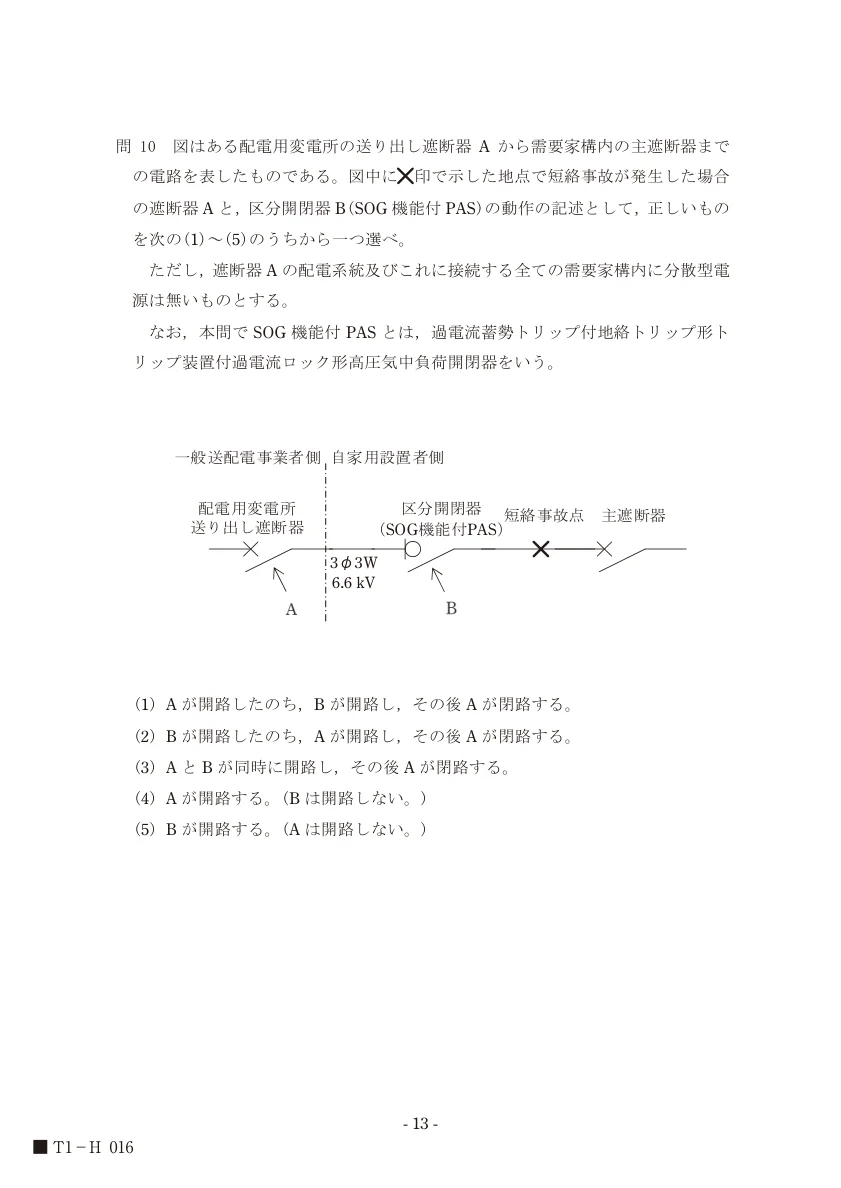 問 10 図はある配電用変電所の送り出し遮断器 A から需要家構内の主遮断器まで
の電路を表したものである。図中に✕印で示した地点で短絡事故が発生した場合
の遮断器 A と，区分開閉器 B(SOG 機能付 PAS)の動作の記述として，正しいもの
を次の(1)～(5)のうちから一つ選べ。
ただし，遮断器 A の配電系統及びこれに接続する全ての需要家構内に分散型電
源は無いものとする。
なお，本問で SOG 機能付 PAS とは，過電流蓄勢トリップ付地絡トリップ形ト
リップ装置付過電流ロック形高圧気中負荷開閉器をいう。
一般送配電事業者側 自家用設置者側
配電用変電所
送り出し遮断器
区分開閉器
(SOG機能付PAS)
短絡事故点
主遮断器
3φ3W
6.6 kV
A
B
(1) A が開路したのち，B が開路し，その後 A が閉路する。
(2) B が開路したのち，A が開路し，その後 A が閉路する。
(3) A と B が同時に開路し，その後 A が閉路する。
(4) A が開路する。(B は開路しない。)
(5) B が開路する。(A は開路しない。)
- 13 -
■ T1－H 016